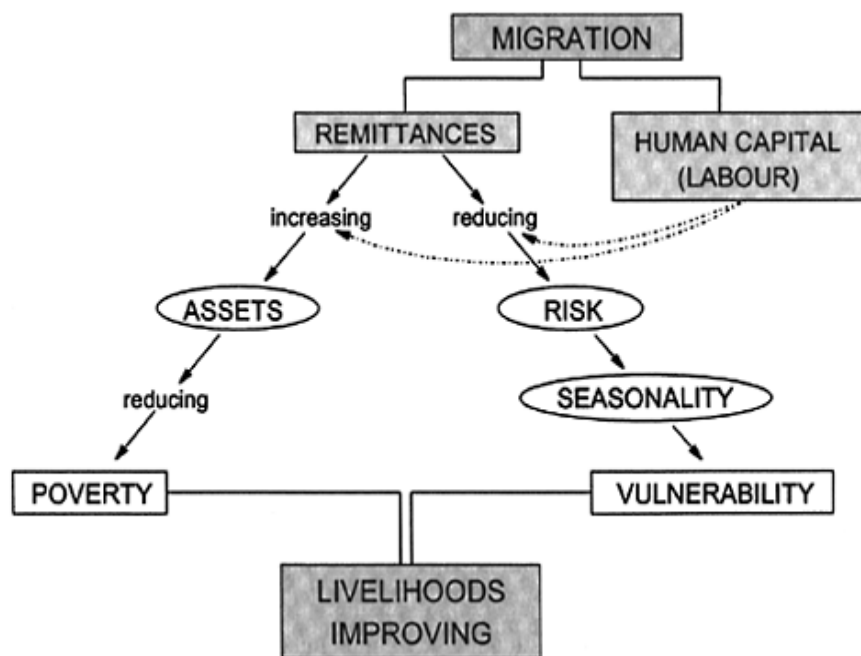 MIGRATION
REMITTANCES
HUMAN CAPITAL
(LABOUR)
increasing
reducing
ASSETS
RISK
reducing
SEASONALITY
POVERTY
VULNERABILITY
LIVELIHOODS
IMPROVING